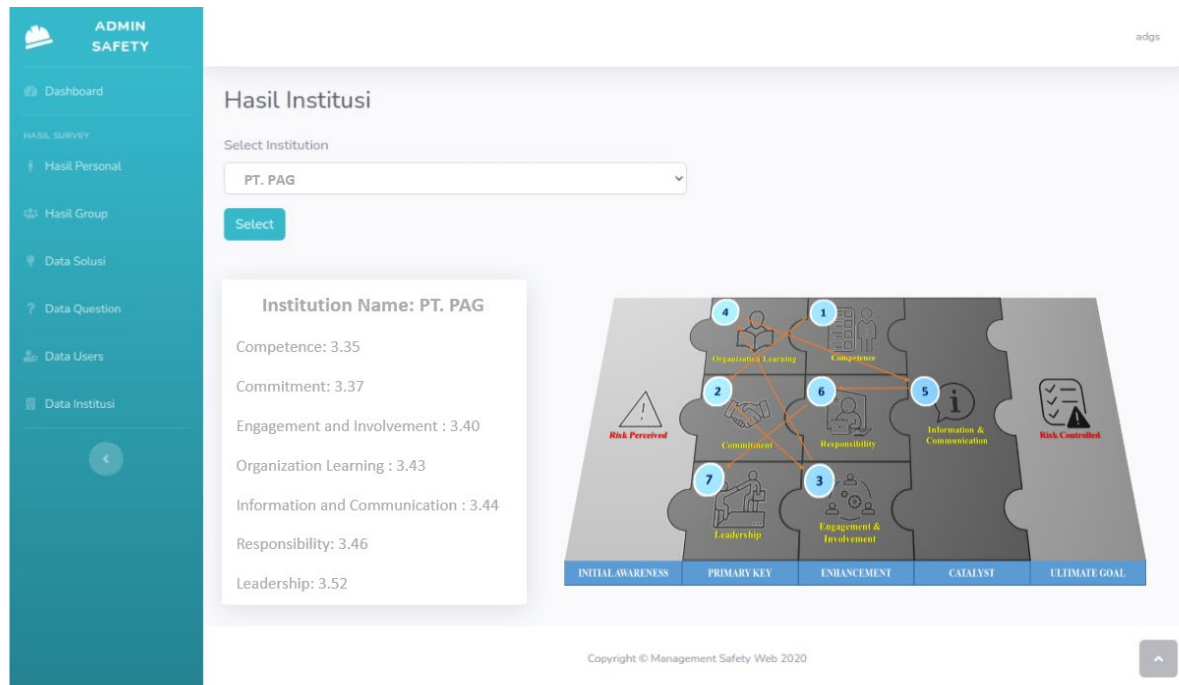 ADMIN
SAFETY
adgs
Dashboard
HASIL SURVEY
Hasil Personal
Hasil Group
Data Solusi
? Data Question
Data Users
Data Institusi
Hasil Institusi
Select Institution
PT. PAG
Select
Institution Name: PT. PAG
Competence: 3.35
Commitment: 3.37
Engagement and Involvement : 3.40
Organization Learning : 3.43
Information and Communication : 3.44
Responsibility: 3.46
Leadership: 3.52
4
1
Organization Learning
Competence
2
6
5
Risk Perceived
Commitment
Responsibility
Information &
Communication
Risk Controlled
7
3
Leadership
Engagement &
Involvement
INITIAL AWARENESS
PRIMARY KEY
ENHANCEMENT
CATALYST
ULTIMATE GOAL
Copyright © Management Safety Web 2020